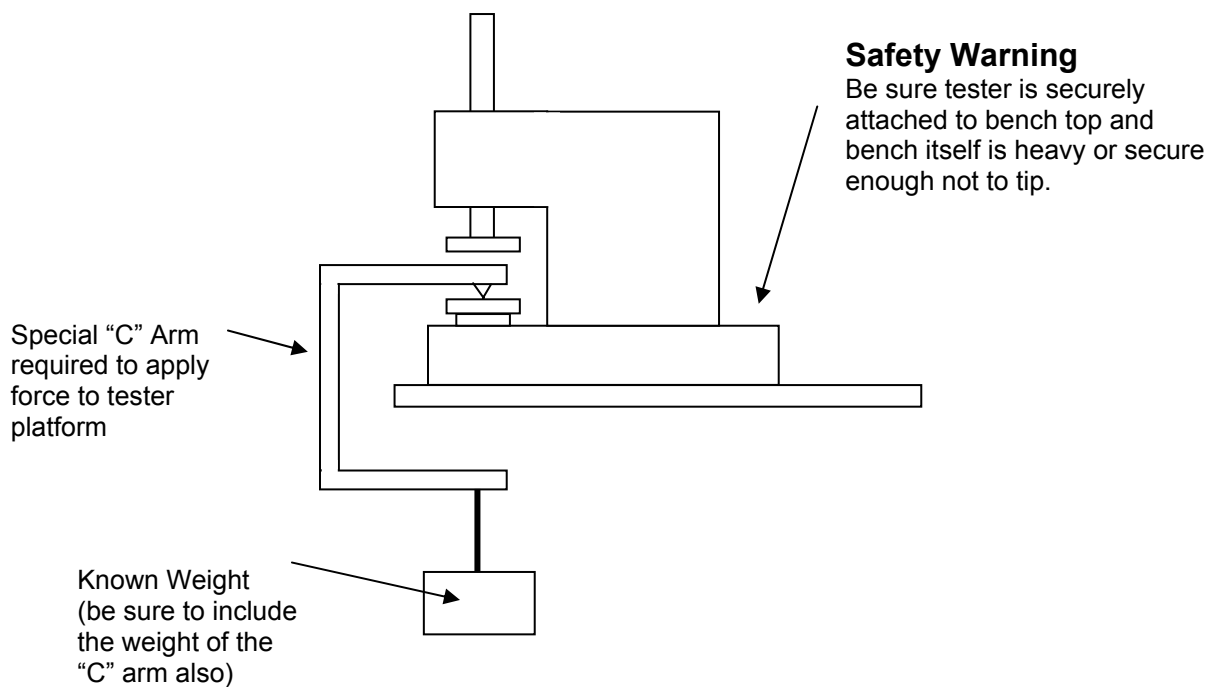 Safety Warning
Be sure tester is securely
attached to bench top and
bench itself is heavy or secure
enough not to tip.
Special “C” Arm
required to apply
force to tester
platform
Known Weight
(be sure to include
the weight of the
“C” arm also)